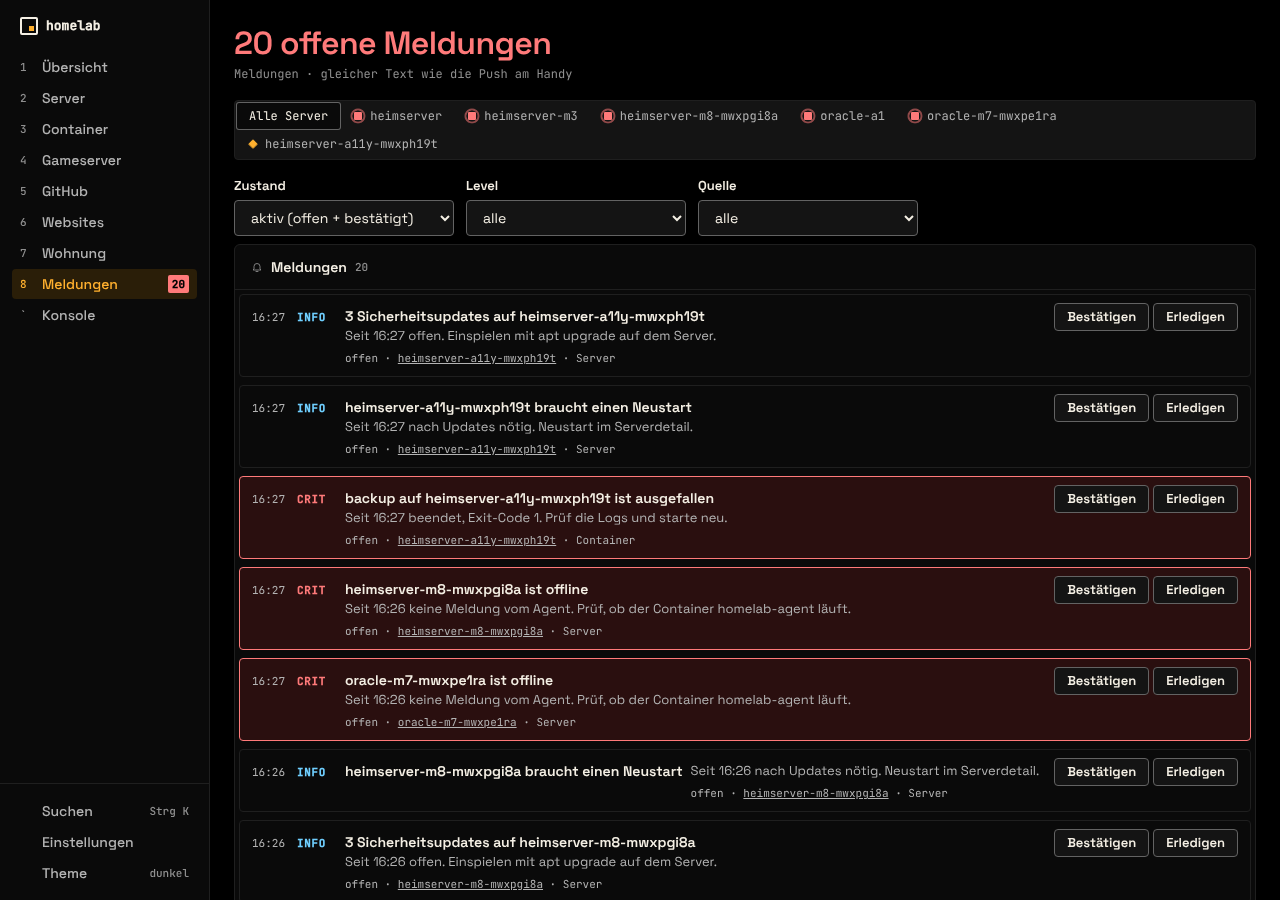 homelab
1 Übersicht
2 Server
3 Container
4 Gameserver
5 GitHub
6 Websites
7 Wohnung
8 Meldungen 20
` Konsole
Suchen Strg K
Einstellungen
Theme dunkel
20 offene Meldungen
Meldungen · gleicher Text wie die Push am Handy
Alle Server heimserver heimserver-m3 heimserver-m8-mwxpgi8a oracle-a1 oracle-m7-mwxpe1ra
heimserver-a11y-mwxph19t
Zustand Level Quelle
aktiv (offen + bestätigt) alle alle
Meldungen 20
16:27 INFO 3 Sicherheitsupdates auf heimserver-a11y-mwxph19t Bestätigen Erledigen
Seit 16:27 offen. Einspielen mit apt upgrade auf dem Server.
offen · heimserver-a11y-mwxph19t · Server
16:27 INFO heimserver-a11y-mwxph19t braucht einen Neustart Bestätigen Erledigen
Seit 16:27 nach Updates nötig. Neustart im Serverdetail.
offen · heimserver-a11y-mwxph19t · Server
16:27 CRIT backup auf heimserver-a11y-mwxph19t ist ausgefallen Bestätigen Erledigen
Seit 16:27 beendet, Exit-Code 1. Prüf die Logs und starte neu.
offen · heimserver-a11y-mwxph19t · Container
16:27 CRIT heimserver-m8-mwxpgi8a ist offline Bestätigen Erledigen
Seit 16:26 keine Meldung vom Agent. Prüf, ob der Container homelab-agent läuft.
offen · heimserver-m8-mwxpgi8a · Server
16:27 CRIT oracle-m7-mwxpe1ra ist offline Bestätigen Erledigen
Seit 16:26 keine Meldung vom Agent. Prüf, ob der Container homelab-agent läuft.
offen · oracle-m7-mwxpe1ra · Server
16:26 INFO heimserver-m8-mwxpgi8a braucht einen Neustart Seit 16:26 nach Updates nötig. Neustart im Serverdetail. Bestätigen Erledigen
offen · heimserver-m8-mwxpgi8a · Server
16:26 INFO 3 Sicherheitsupdates auf heimserver-m8-mwxpgi8a Bestätigen Erledigen
Seit 16:26 offen. Einspielen mit apt upgrade auf dem Server.
offen · heimserver-m8-mwxpgi8a · Server